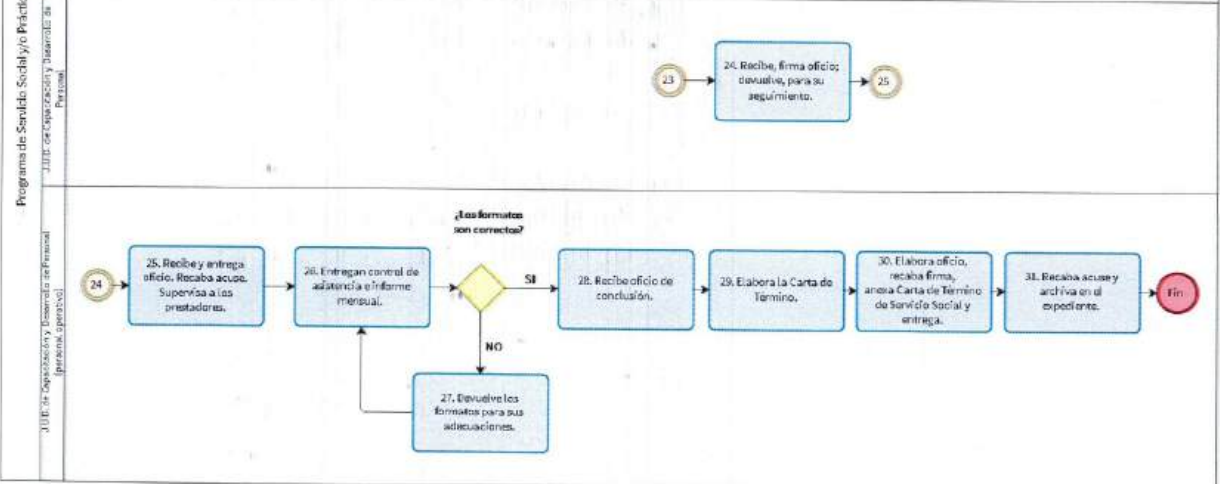 Programa de Servicio Social y/o Práctic
J.U.D. de Capacitación y Desarrollo de
Personal
23
24. Recibe, firma oficio;
devuelve, para su
seguimiento.
25
J.U.D. de Capacitación y Desarrollo de Personal
(personal operativo)
24
25. Recibe y entrega
oficio. Recaba acuse.
Supervisa a los
prestadores.
26. Entregan control de
asistencia e informe
mensual.
¿Los formatos
son correctos?
SI
NO
27. Devuelve los
formatos para sus
adecuaciones.
28. Recibe oficio de
conclusión.
29. Elabora la Carta de
Término.
30. Elabora oficio,
recaba firma,
anexa Carta de Término
de Servicio Social y
entrega.
31. Recaba acuse y
archiva en el
expediente.
Fin